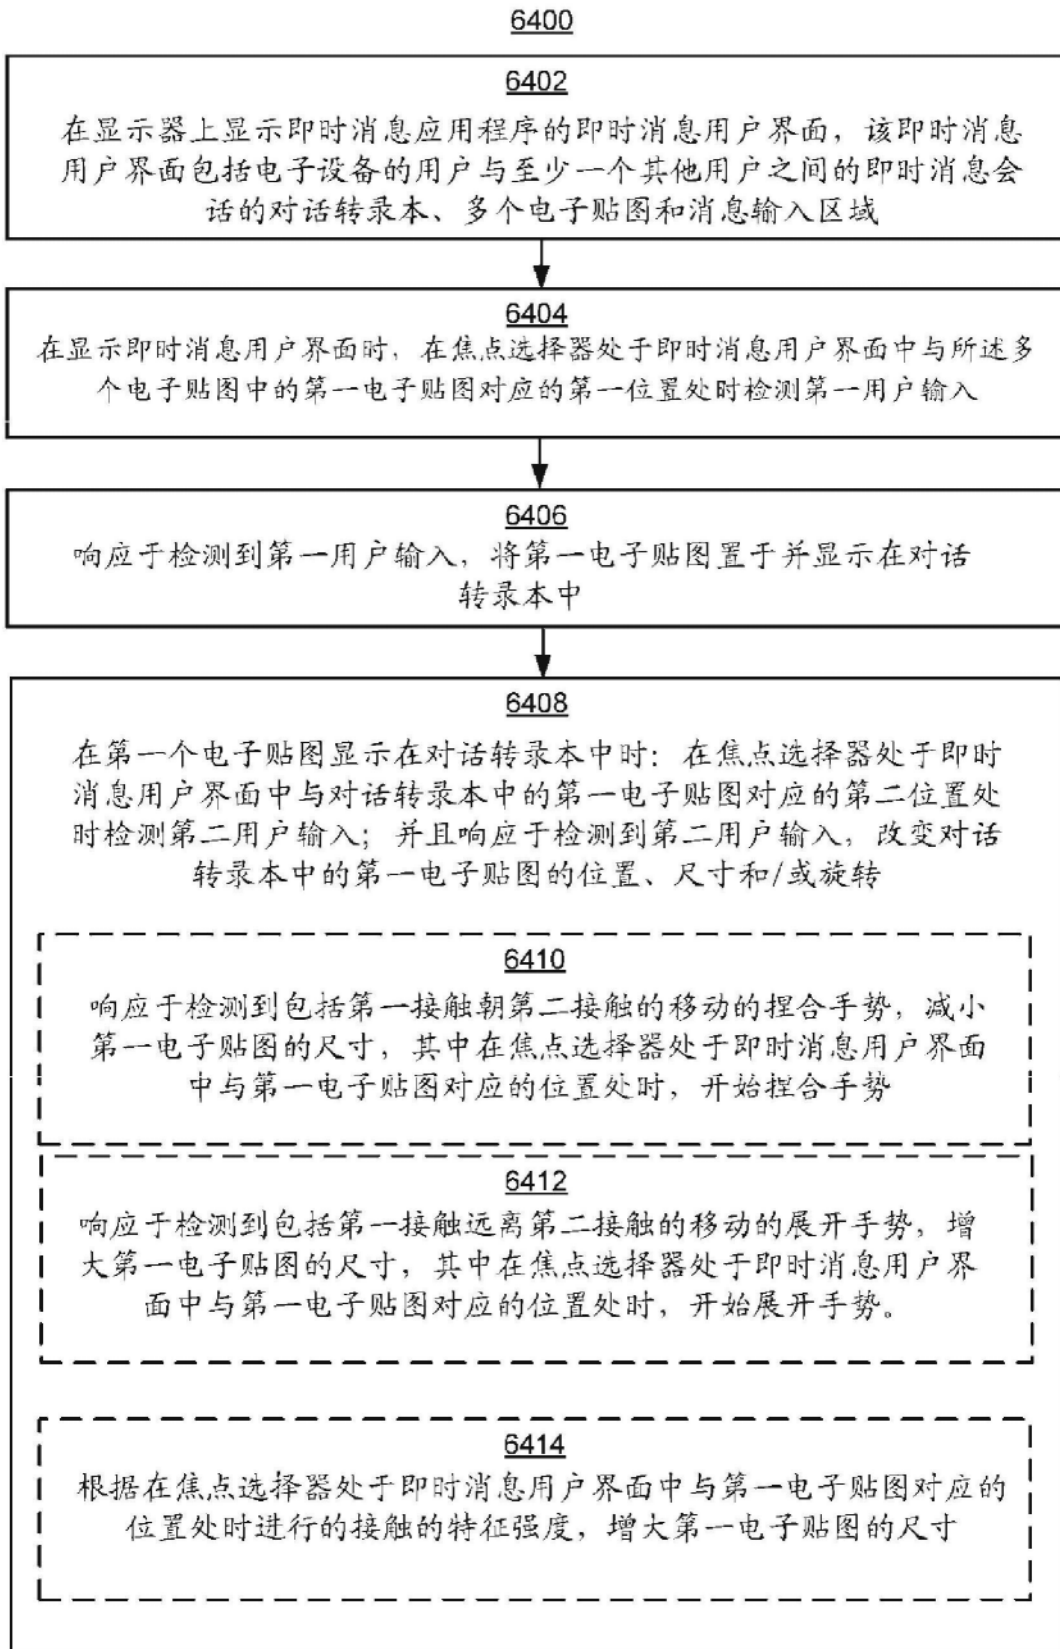 6400
6402
在显示器上显示即时消息应用程序的即时消息用户界面，该即时消息
用户界面包括电子设备的用户与至少一个其他用户之间的即时消息会
话的对话转录本、多个电子贴图和消息输入区域
6404
在显示即时消息用户界面时，在焦点选择器处于即时消息用户界面中与所述多
个电子贴图中的第一电子贴图对应的第一位置处时检测第一用户输入
6406
响应于检测到第一用户输入，将第一电子贴图置于并显示在对话
转录本中
6408
在第一个电子贴图显示在对话转录本中时：在焦点选择器处于即时
消息用户界面中与对话转录本中的第一电子贴图对应的第二位置处
时检测第二用户输入；并且响应于检测到第二用户输入，改变对话
转录本中的第一电子贴图的位置、尺寸和/或旋转
6410
响应于检测到包括第一接触朝第二接触的移动的捏合手势，减小
第一电子贴图的尺寸，其中在焦点选择器处于即时消息用户界面
中与第一电子贴图对应的位置处时，开始捏合手势
6412
响应于检测到包括第一接触远离第二接触的移动的展开手势，增
大第一电子贴图的尺寸，其中在焦点选择器处于即时消息用户界
面中与第一电子贴图对应的位置处时，开始展开手势。
6414
根据在焦点选择器处于即时消息用户界面中与第一电子贴图对应的
位置处时进行的接触的特征强度，增大第一电子贴图的尺寸